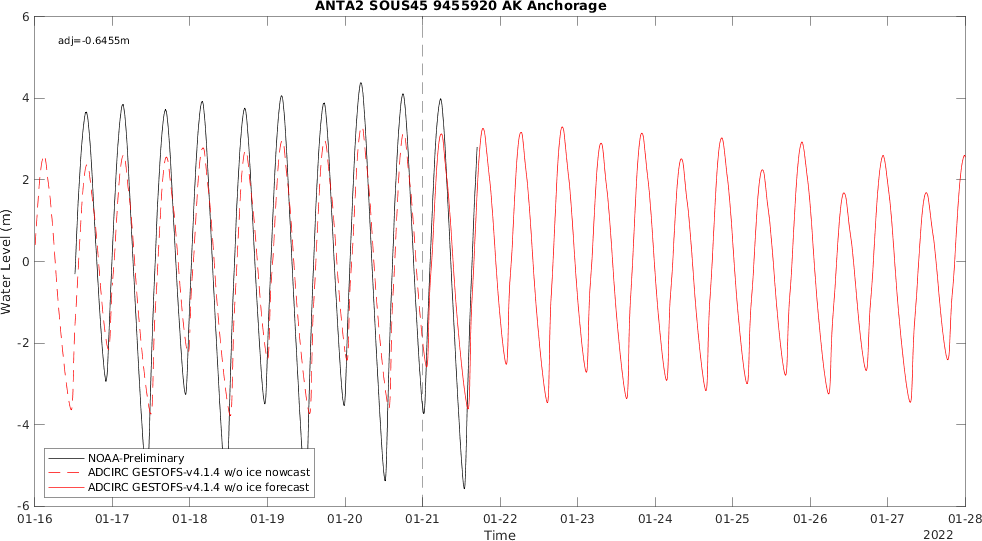 ANTA2 SOUS45 9455920 AK Anchorage
adj=-0.6455m
6
4
2
0
-2
-4
-6
Water Level (m)
NOAA-Preliminary
ADCIRC GESTOFS-v4.1.4 w/o ice nowcast
ADCIRC GESTOFS-v4.1.4 w/o ice forecast
01-16 01-17 01-18 01-19 01-20 01-21 01-22 01-23 01-24 01-25 01-26 01-27 01-28
Time
2022